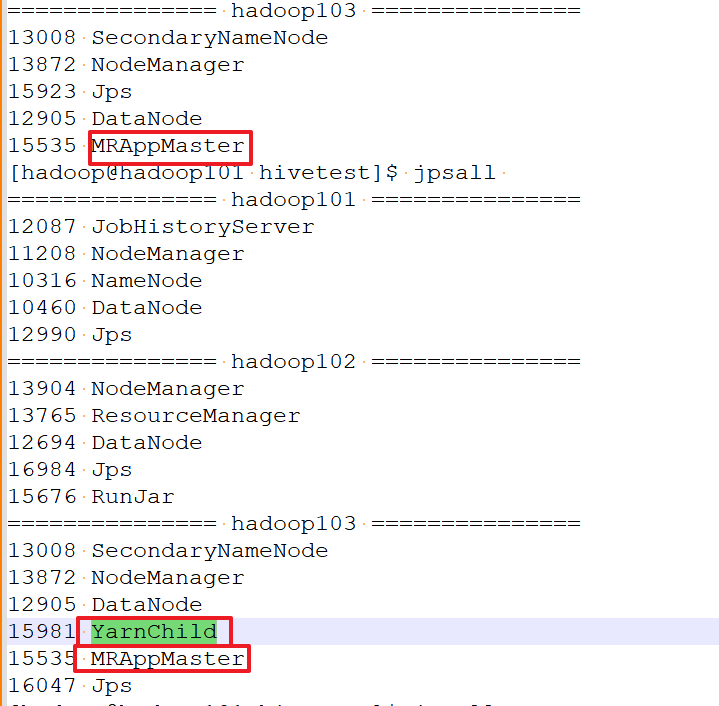 =============== hadoop103 ===============
13008 SecondaryNameNode
13872 NodeManager
15923 Jps
12905 DataNode
15535 MRAppMaster
[hadoop@hadoop101 hivetest]$ jpsall
=============== hadoop101 ===============
12087 JobHistoryServer
11208 NodeManager
10316 NameNode
10460 DataNode
12990 Jps
=============== hadoop102 ===============
13904 NodeManager
13765 ResourceManager
12694 DataNode
16984 Jps
15676 RunJar
=============== hadoop103 ===============
13008 SecondaryNameNode
13872 NodeManager
12905 DataNode
15981 YarnChild
15535 MRAppMaster
16047 Jps